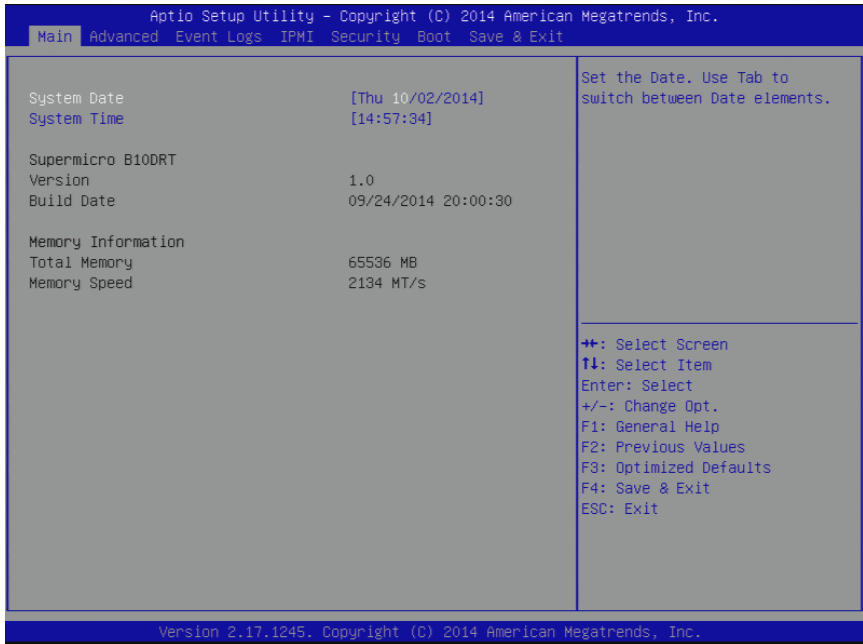 Aptio Setup Utility – Copyright (C) 2014 American Megatrends, Inc.
Main Advanced Event Logs IPMI Security Boot Save & Exit
System Date [Thu 10/02/2014]
System Time [14:57:34]
Supermicro B10DRT
Version 1.0
Build Date 09/24/2014 20:00:30
Memory Information
Total Memory 65536 MB
Memory Speed 2134 MT/s
Set the Date. Use Tab to
switch between Date elements.
→←: Select Screen
↑↓: Select Item
Enter: Select
+/-: Change Opt.
F1: General Help
F2: Previous Values
F3: Optimized Defaults
F4: Save & Exit
ESC: Exit
Version 2.17.1245. Copyright (C) 2014 American Megatrends, Inc.